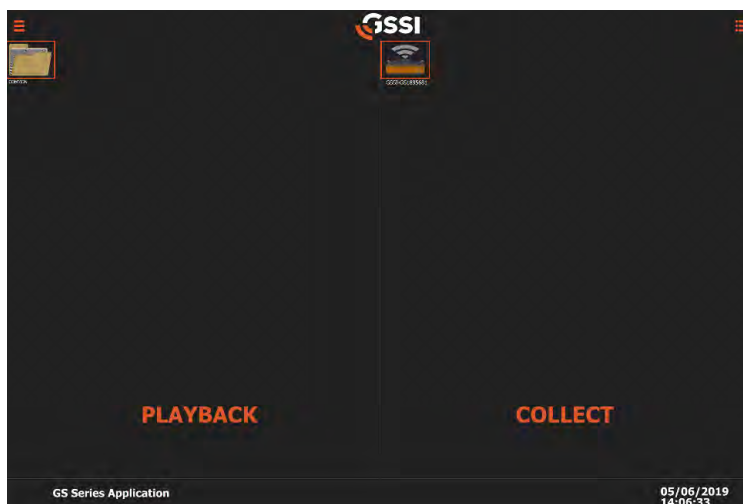 GSSI
PLAYBACK
COLLECT
GS Series Application
05/06/2019
14:06:33